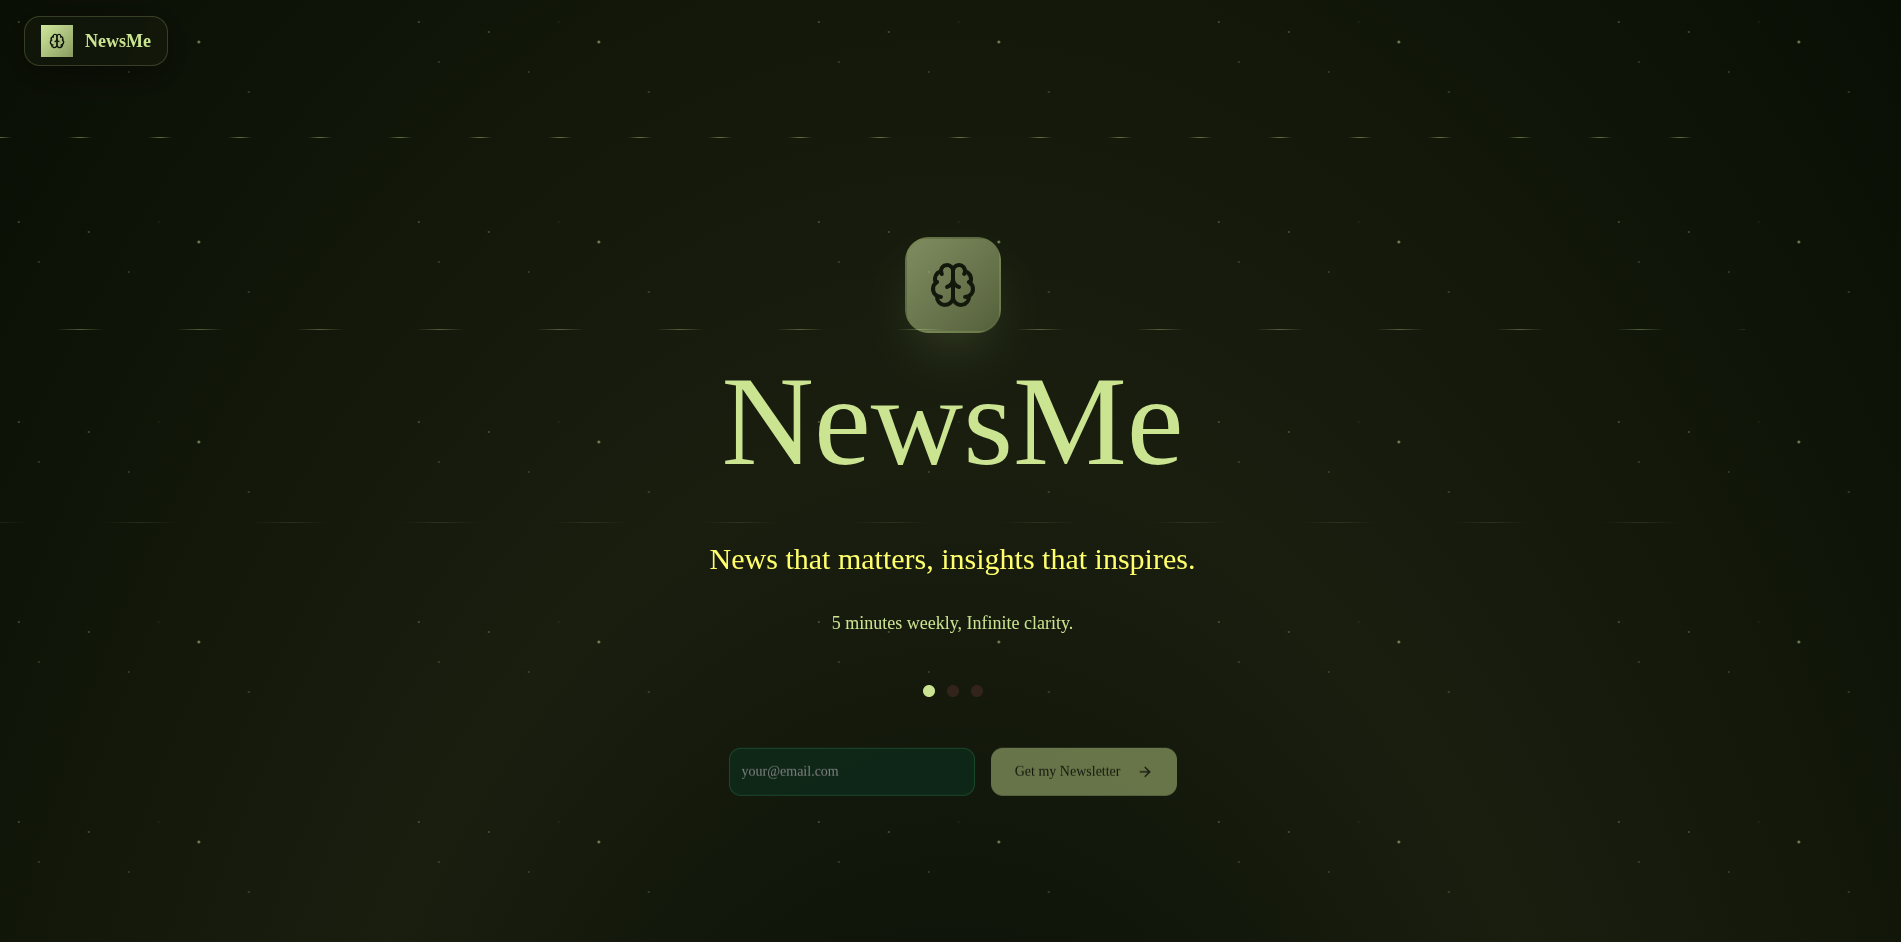 NewsMe
NewsMe
News that matters, insights that inspires.
5 minutes weekly, Infinite clarity.
your@email.com
Get my Newsletter